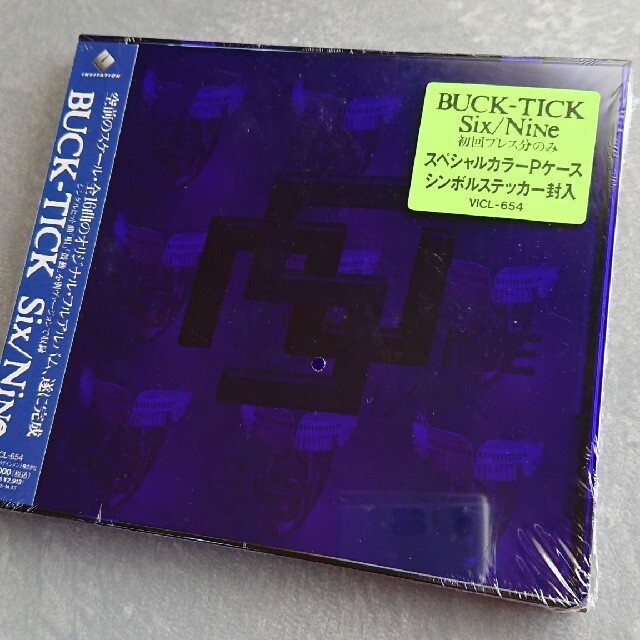 INVITATION
空前のスケール、全16曲のオリジナル・フル・アルバム、遂に完成
BUCK-TICK Six/Nine
CL-654
BUCK-TICK
Six/Nine
初回プレス分のみ
スペシャルカラーPケース
シンボルステッカー封入
VICL-654